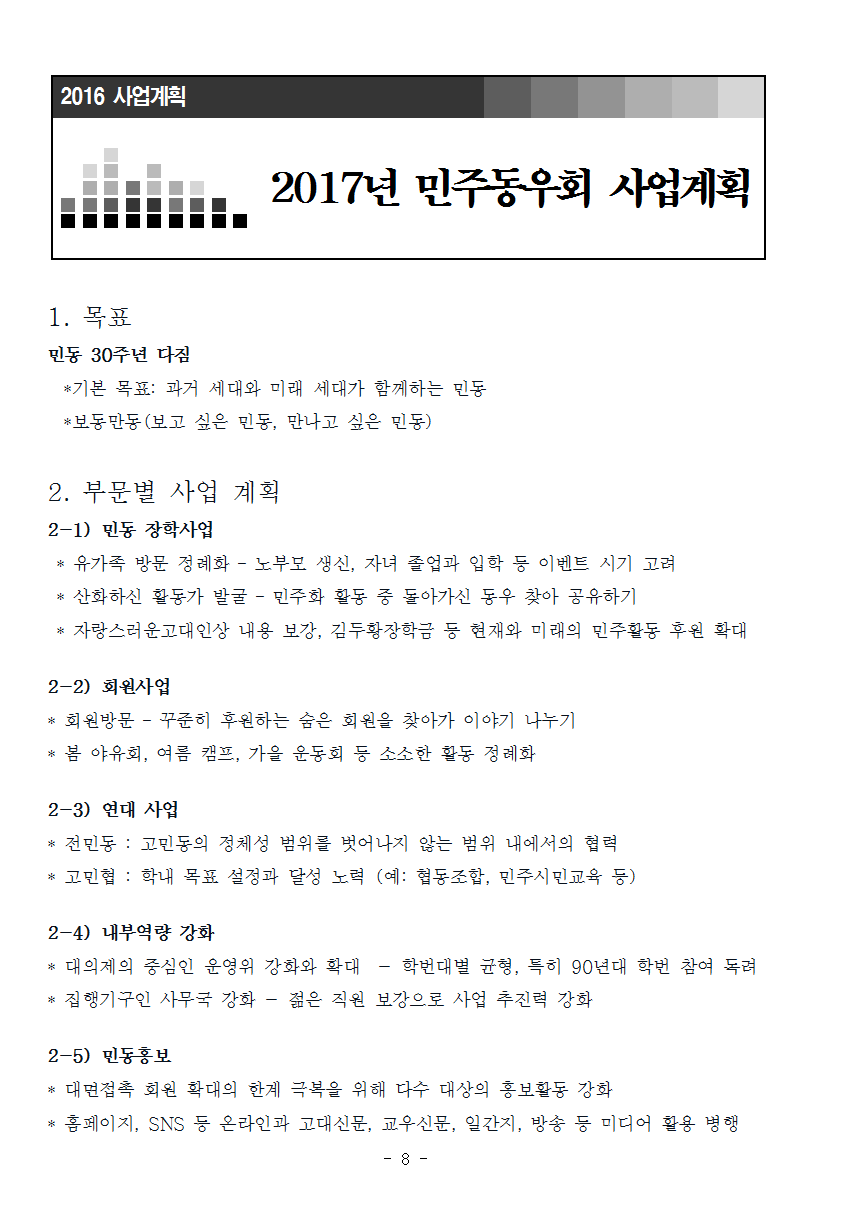 2016 사업계획
2017년 민주동우회 사업계획
1. 목표
민동 30주년 다짐
*기본 목표: 과거 세대와 미래 세대가 함께하는 민동
*보동만동(보고 싶은 민동, 만나고 싶은 민동)
2. 부문별 사업 계획
2-1) 민동 장학사업
* 유가족 방문 정례화 - 노부모 생신, 자녀 졸업과 입학 등 이벤트 시기 고려
* 산화하신 활동가 발굴 - 민주화 활동 중 돌아가신 동우 찾아 공유하기
* 자랑스러운고대인상 내용 보강, 김두황장학금 등 현재와 미래의 민주활동 후원 확대
2-2) 회원사업
* 회원방문 - 꾸준히 후원하는 숨은 회원을 찾아가 이야기 나누기
* 봄 야유회, 여름 캠프, 가을 운동회 등 소소한 활동 정례화
2-3) 연대 사업
* 전민동 : 고민동의 정체성 범위를 벗어나지 않는 범위 내에서의 협력
* 고민협 : 학내 목표 설정과 달성 노력 (예: 협동조합, 민주시민교육 등)
2-4) 내부역량 강화
* 대의제의 중심인 운영위 강화와 확대 - 학번대별 균형, 특히 90년대 학번 참여 독려
* 집행기구인 사무국 강화 - 젊은 직원 보강으로 사업 추진력 강화
2-5) 민동홍보
* 대면접촉 회원 확대의 한계 극복을 위해 다수 대상의 홍보활동 강화
* 홈페이지, SNS 등 온라인과 고대신문, 교우신문, 일간지, 방송 등 미디어 활용 병행
- 8 -